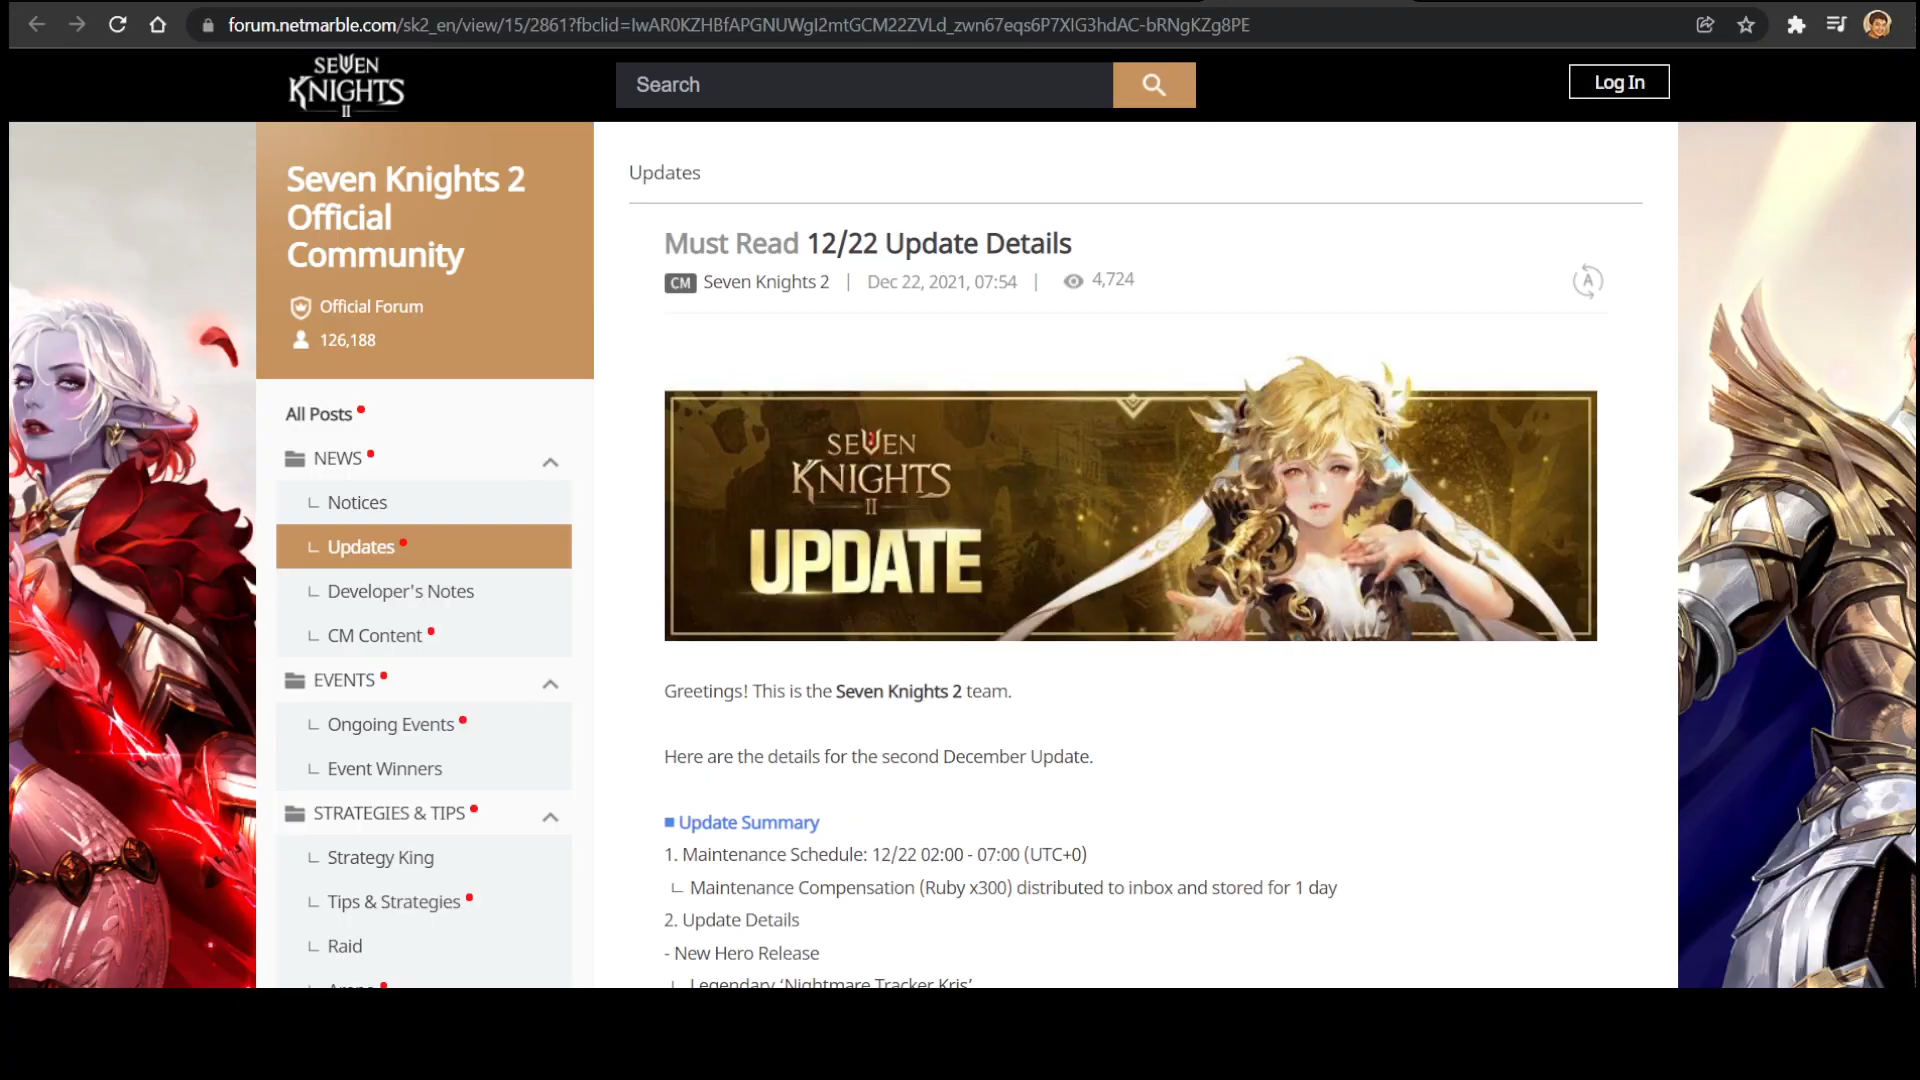 forum.netmarble.com/sk2_en/view/15/2861?fbclid=IwAR0KZHBfAPGNUWgI2mtGCM22ZVLd_zwn67eqs6P7XIG3hdAC-bRNgKZg8PE
SEVEN
KNIGHTS
II
Search
Log In
Seven Knights 2
Official
Community
Official Forum
126,188
All Posts
NEWS
Notices
Updates
Developer's Notes
CM Content
EVENTS
Ongoing Events
Event Winners
STRATEGIES & TIPS
Strategy King
Tips & Strategies
Raid
Arena
Updates
Must Read 12/22 Update Details
CM Seven Knights 2 | Dec 22, 2021, 07:54 | 4,724
A
SEVEN
KNIGHTS
II
UPDATE
Greetings! This is the Seven Knights 2 team.
Here are the details for the second December Update.
■ Update Summary
1. Maintenance Schedule: 12/22 02:00 - 07:00 (UTC+0)
ㄴ Maintenance Compensation (Ruby x300) distributed to inbox and stored for 1 day
2. Update Details
- New Hero Release
ㄴ Legendary ‘Nightmare Tracker Kris’